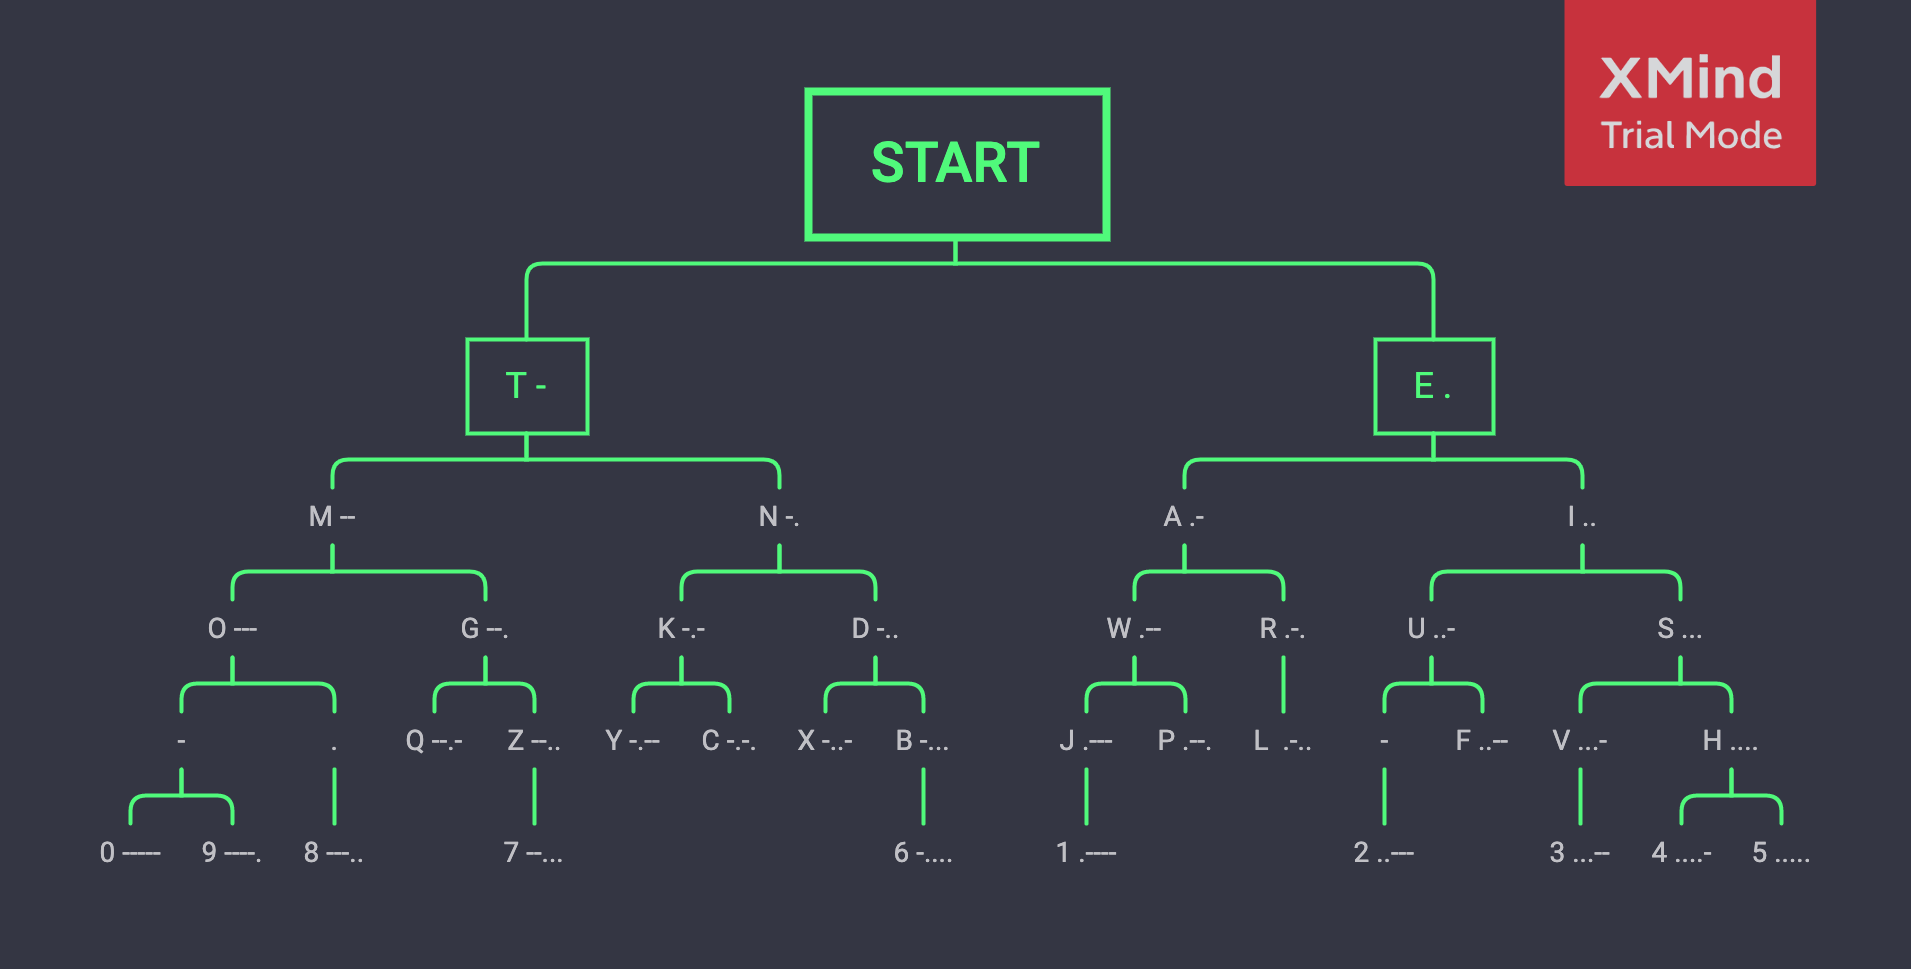 XMind
Trial Mode
START
T -
E .
M --
N -.
A .-
I ..
O ---
G --.
K -.-
D -..
W .--
R .-.
U ..-
S ...
-
.
Q --.-
Z --..
Y -.--
C -.-.
X -..-
B -...
J .---
P .--.
L .-..
-
F ..--
V ...-
H ....
0 -----
9 ----.
8 ---..
7 --...
6 -....
1 .----
2 ..---
3 ...--
4 ....-
5 .....